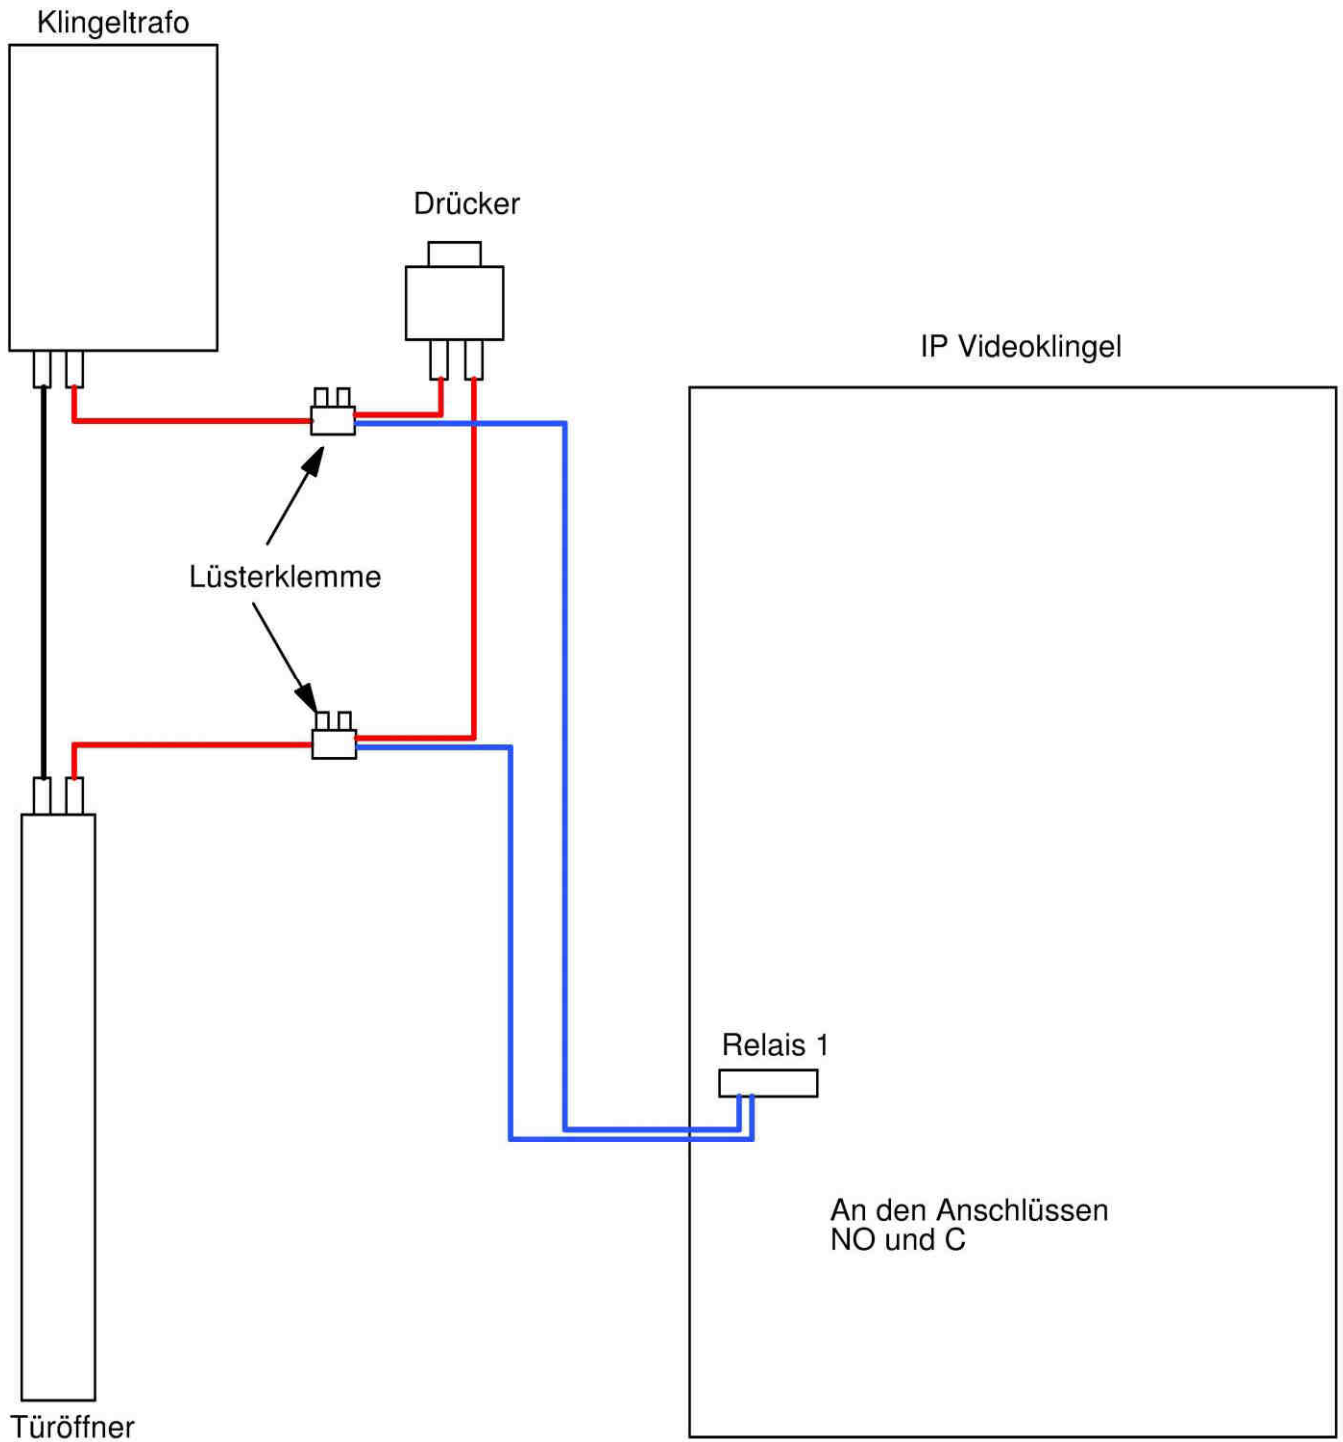 Klingeltrafo
Drücker
IP Videoklingel
Lüsterklemme
Relais 1
An den Anschlüssen
NO und C
Türöffner